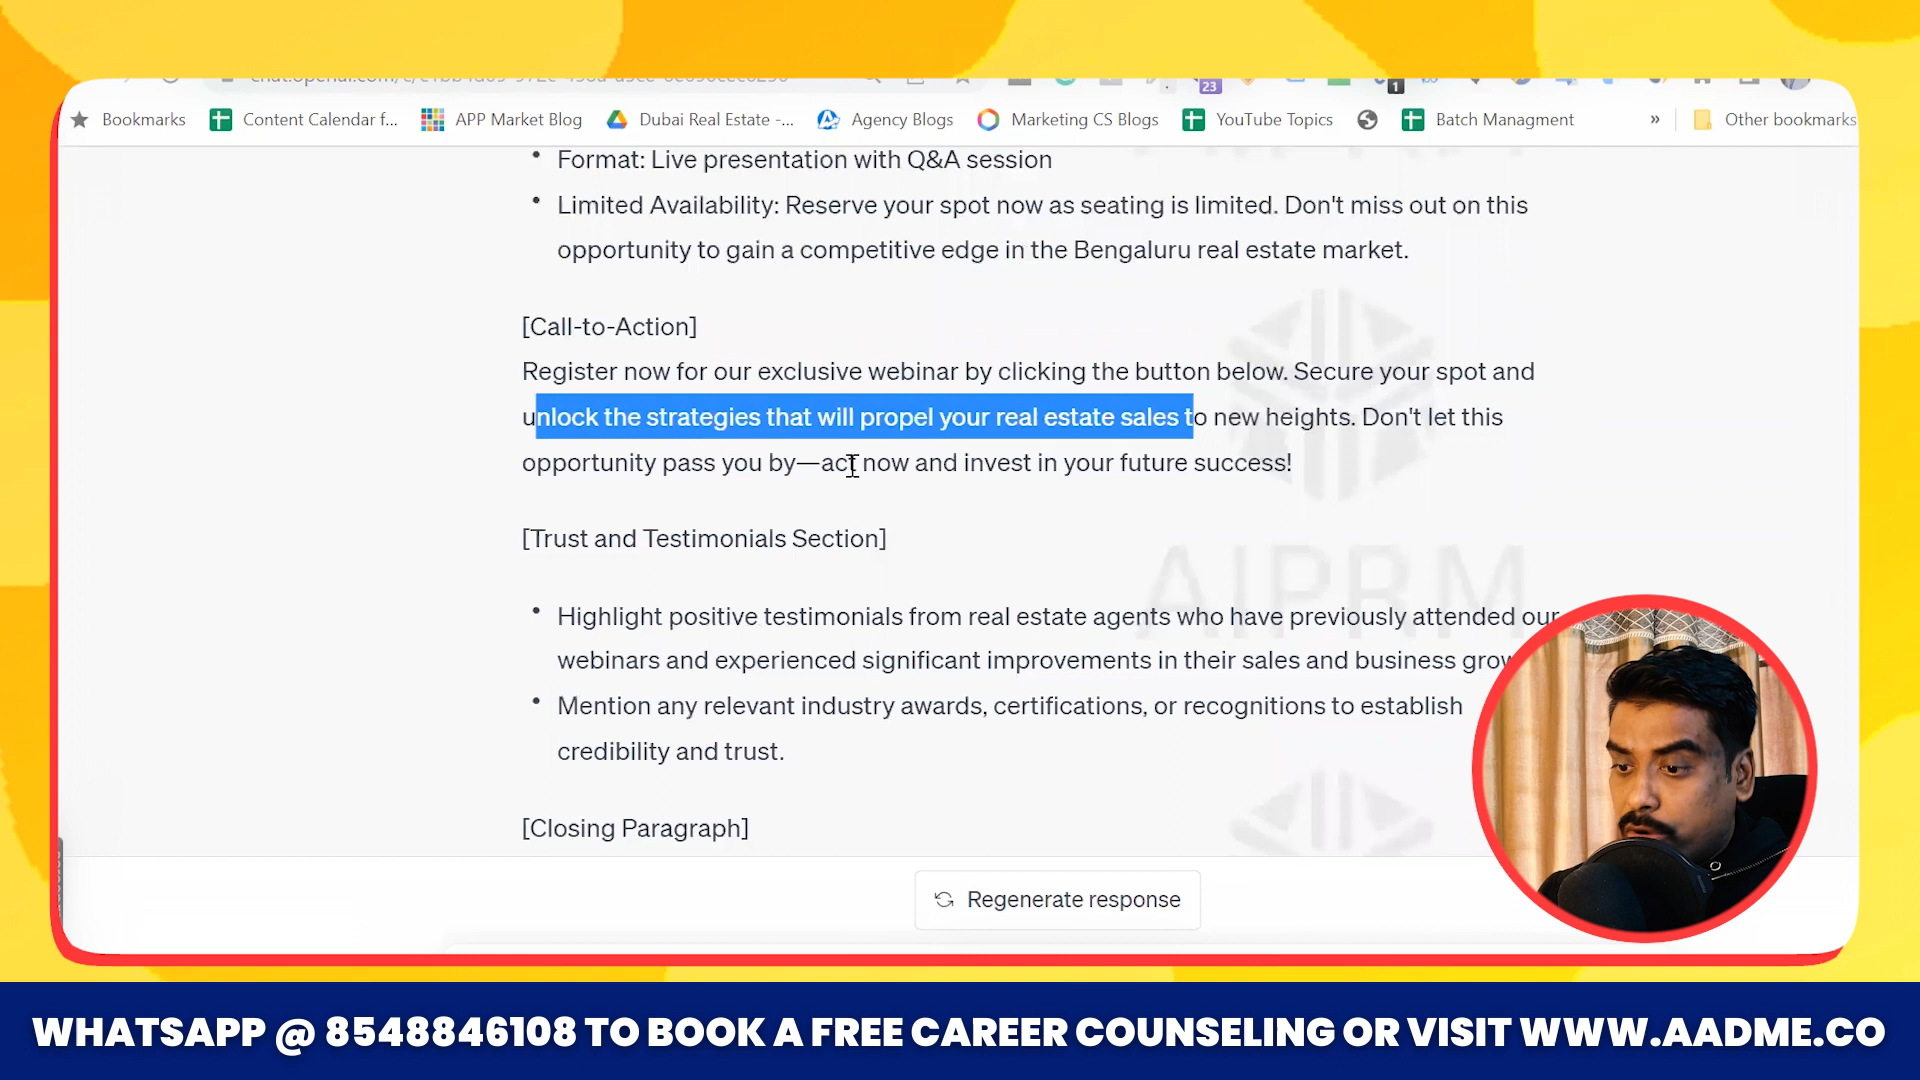 23
1
Bookmarks Content Calendar f... APP Market Blog Dubai Real Estate -... Agency Blogs Marketing CS Blogs YouTube Topics Batch Managment » Other bookmarks
• Format: Live presentation with Q&A session
• Limited Availability: Reserve your spot now as seating is limited. Don't miss out on this
opportunity to gain a competitive edge in the Bengaluru real estate market.
[Call-to-Action]
Register now for our exclusive webinar by clicking the button below. Secure your spot and
unlock the strategies that will propel your real estate sales to new heights. Don't let this
opportunity pass you by—act now and invest in your future success!
[Trust and Testimonials Section]
• Highlight positive testimonials from real estate agents who have previously attended our
webinars and experienced significant improvements in their sales and business grow
• Mention any relevant industry awards, certifications, or recognitions to establish
credibility and trust.
[Closing Paragraph]
AIPRM
Regenerate response
WHATSAPP @ 8548846108 TO BOOK A FREE CAREER COUNSELING OR VISIT WWW.AADME.CO